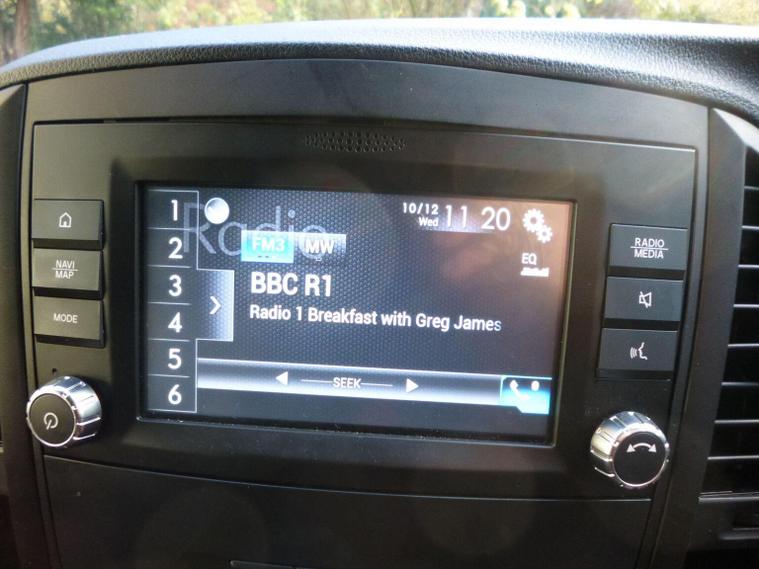 Radio
10/12
Wed
11 20
FM3
MW
EQ
BBC R1
Radio 1 Breakfast with Greg James
SEEK
1
2
3
4
5
6
NAVI
MAP
MODE
RADIO
MEDIA